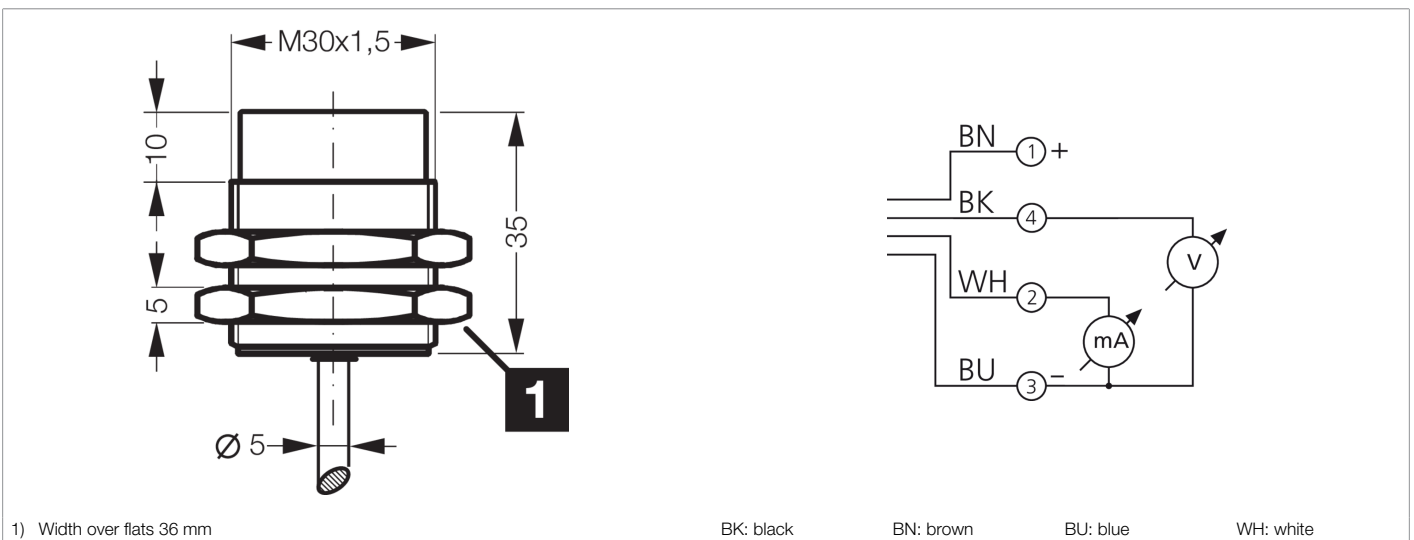 M30x1,5
10
35
5
1
Ø 5
BN 1 +
BK 4
V
WH 2
mA
BU 3 –
1) Width over flats 36 mm
BK: black BN: brown BU: blue WH: white